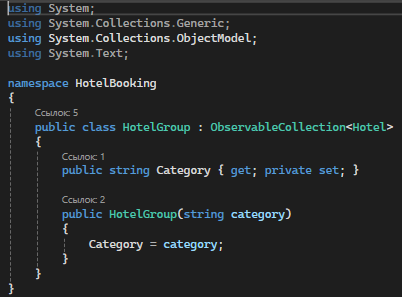 using System;
using System.Collections.Generic;
using System.Collections.ObjectModel;
using System.Text;

namespace HotelBooking
{
    Ссылок: 5
    public class HotelGroup : ObservableCollection<Hotel>
    {
        Ссылок: 1
        public string Category { get; private set; }

        Ссылок: 2
        public HotelGroup(string category)
        {
            Category = category;
        }
    }
}